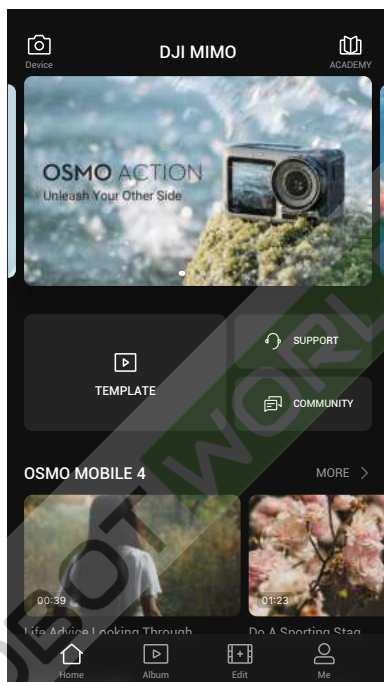 DJI MIMO
Device
ACADEMY
OSMO ACTION
Unleash Your Other Side
TEMPLATE
SUPPORT
COMMUNITY
OSMO MOBILE 4
MORE
00:39
01:23
Life Advice Looking Through
Do A Sporting Stag
Home
Album
Edit
Me